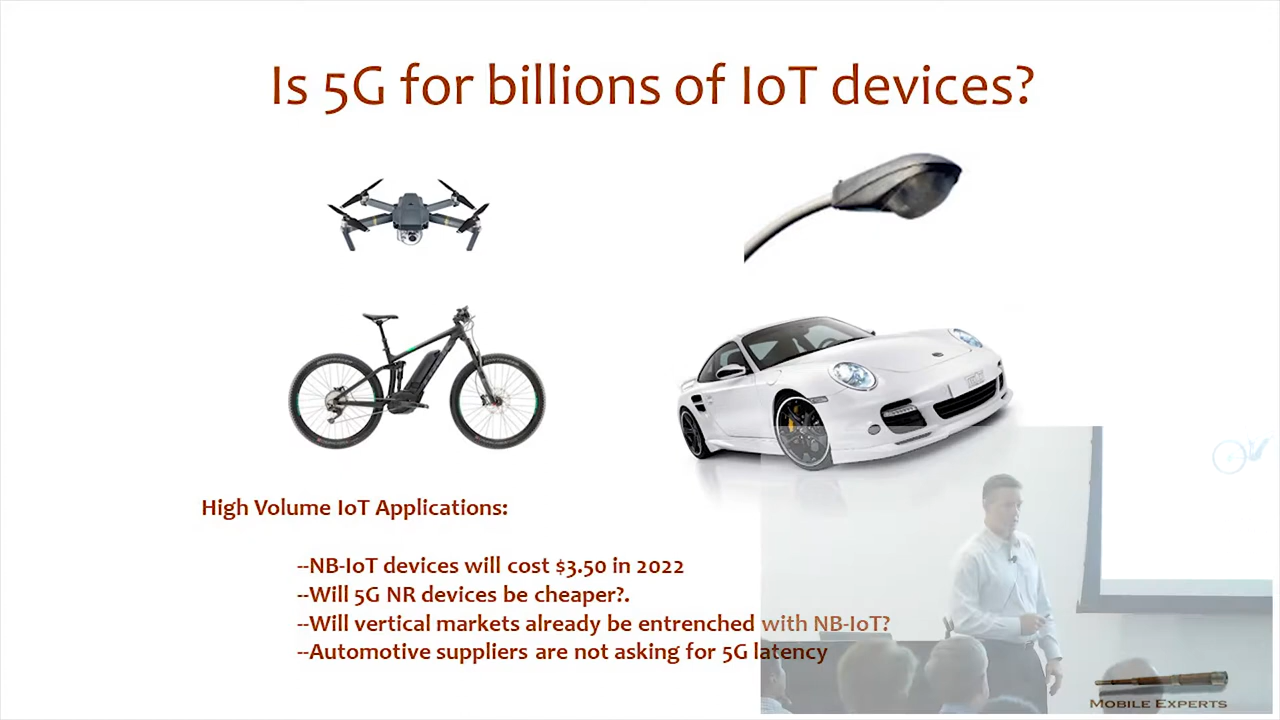 Is 5G for billions of IoT devices?
High Volume IoT Applications:
--NB-IoT devices will cost $3.50 in 2022
--Will 5G NR devices be cheaper?.
--Will vertical markets already be entrenched with NB-IoT?
--Automotive suppliers are not asking for 5G latency
MOBILE EXPERTS